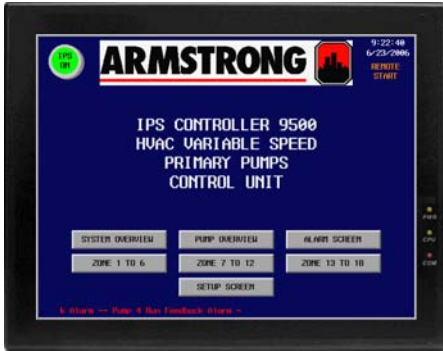 IPS
ON
ARMSTRONG
9:22:40
6/23/2006
REMOTE
START
IPS CONTROLLER 9500
HVAC VARIABLE SPEED
PRIMARY PUMPS
CONTROL UNIT
SYSTEM OVERVIEW
PUMP OVERVIEW
ALARM SCREEN
ZONE 1 TO 6
ZONE 7 TO 12
ZONE 13 TO 18
SETUP SCREEN
k Alarm -- Pump 4 Run Feedback Alarm -
PWR
CPU
COM